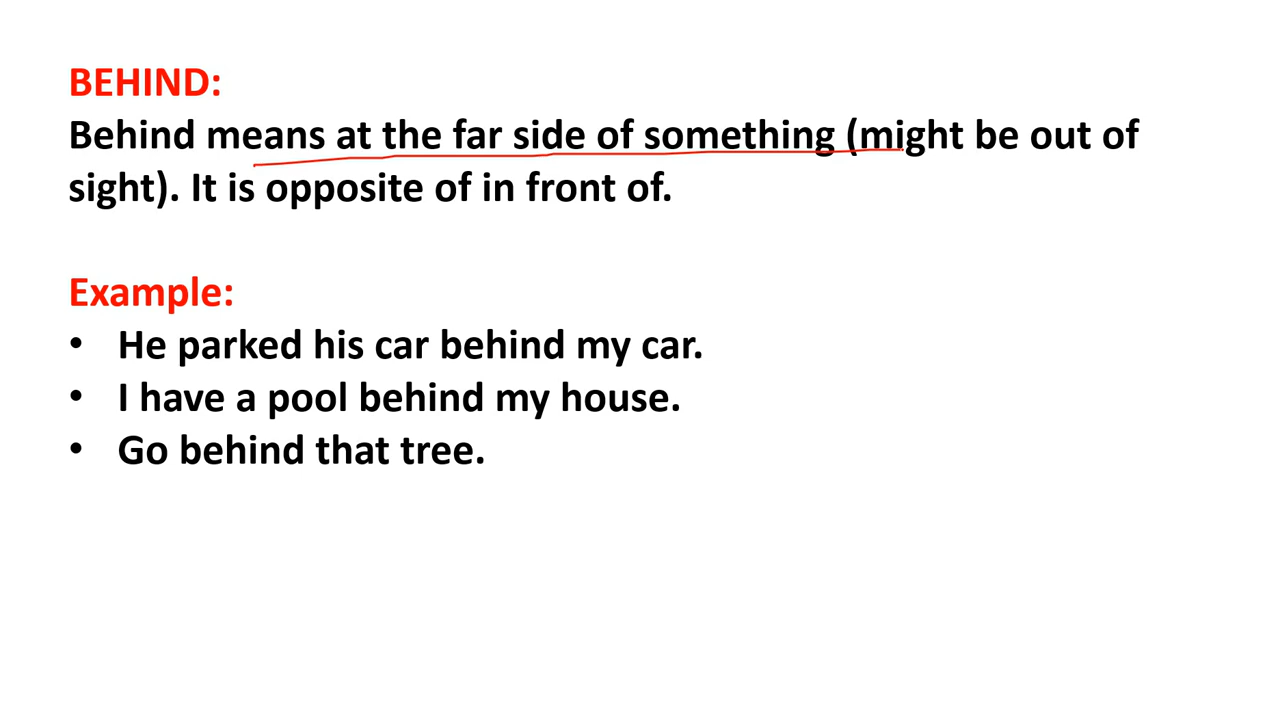 BEHIND:
Behind means at the far side of something (might be out of
sight). It is opposite of in front of.
Example:
• He parked his car behind my car.
• I have a pool behind my house.
• Go behind that tree.